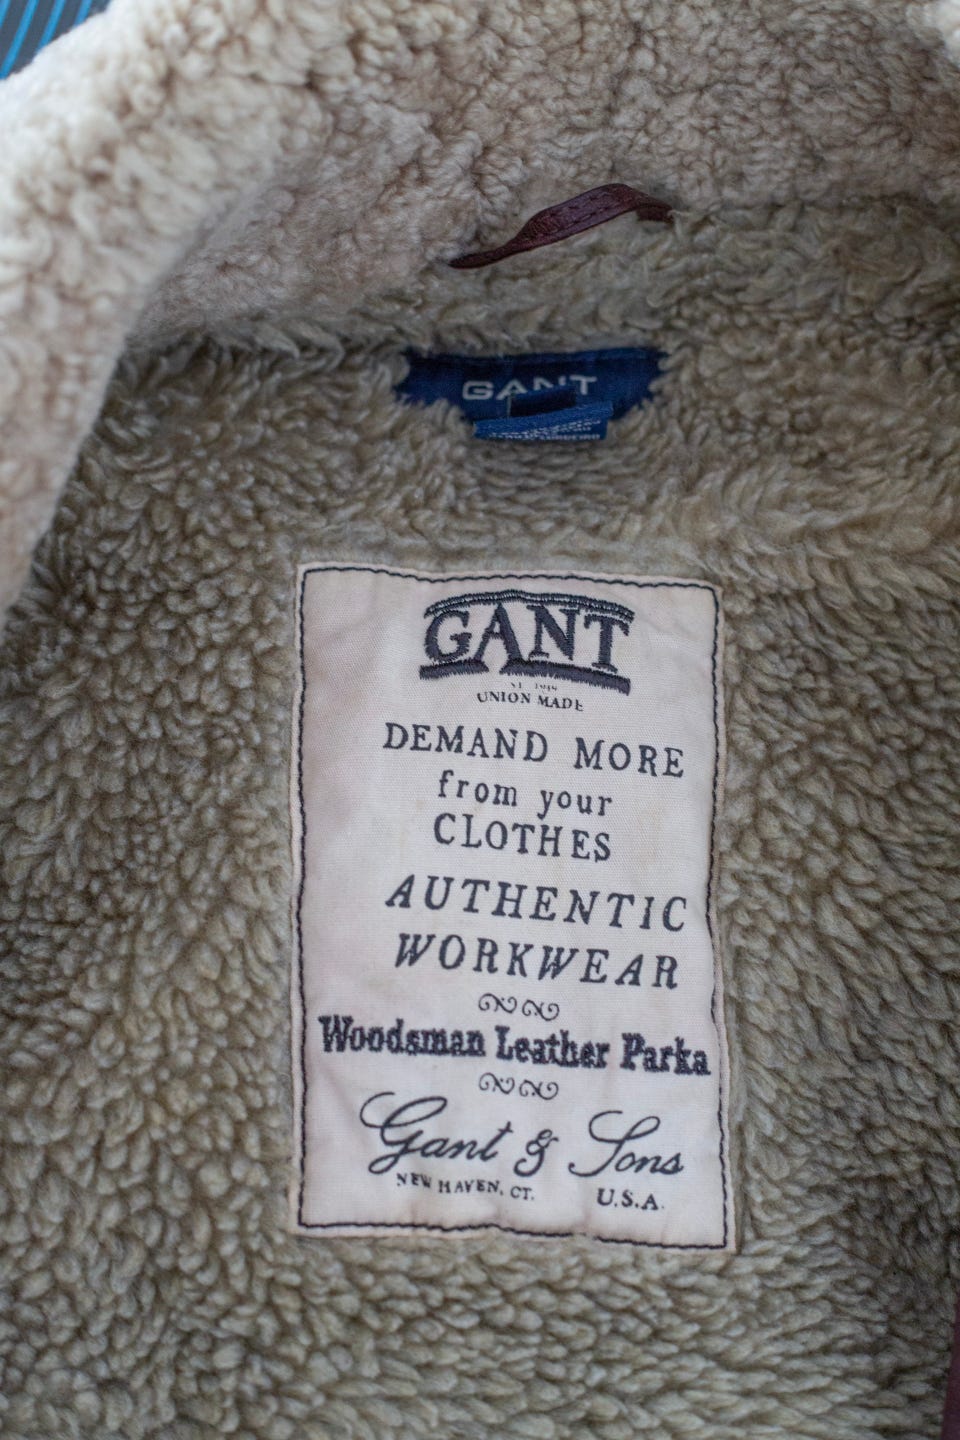 GANT
GANT
UNION MADE
DEMAND MORE
from your
CLOTHES
AUTHENTIC
WORKWEAR
Woodsman Leather Parka
Gant & Sons
NEW HAVEN, CT. U.S.A.